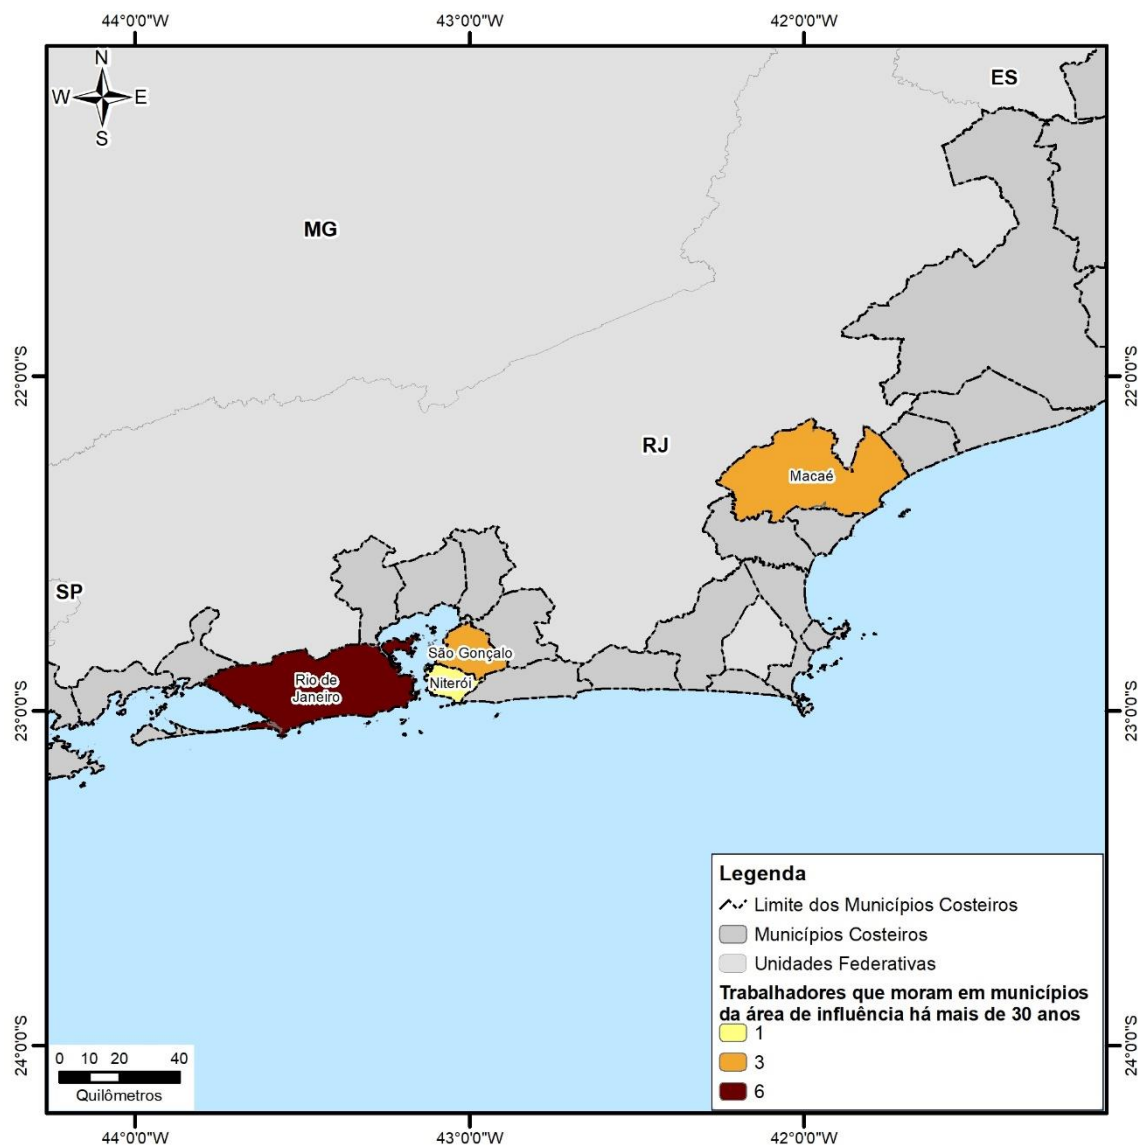 44°0'0"W 43°0'0"W 42°0'0"W
N
W E
S
ES
MG
22°0'0"S 22°0'0"S
RJ
Macaé
SP
São Gonçalo
Rio de
Janeiro
Niterói
23°0'0"S 23°0'0"S
Legenda
Limite dos Municípios Costeiros
Municípios Costeiros
Unidades Federativas
Trabalhadores que moram em municípios
da área de influência há mais de 30 anos
1
3
6
24°0'0"S 24°0'0"S
0 10 20 40
Quilômetros
44°0'0"W 43°0'0"W 42°0'0"W